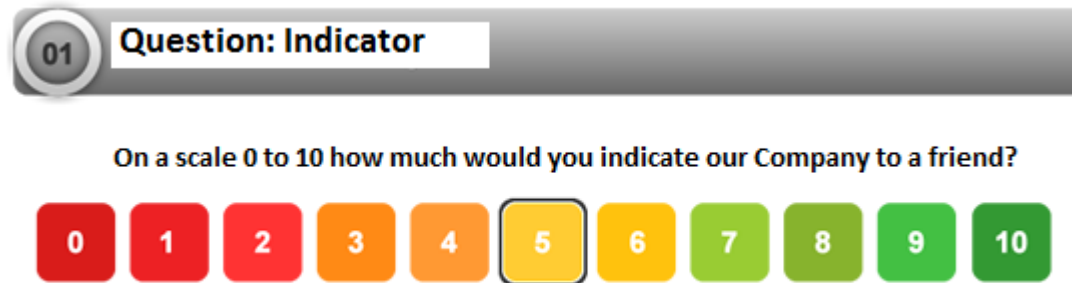 01 Question: Indicator
On a scale 0 to 10 how much would you indicate our Company to a friend?
0 1 2 3 4 5 6 7 8 9 10